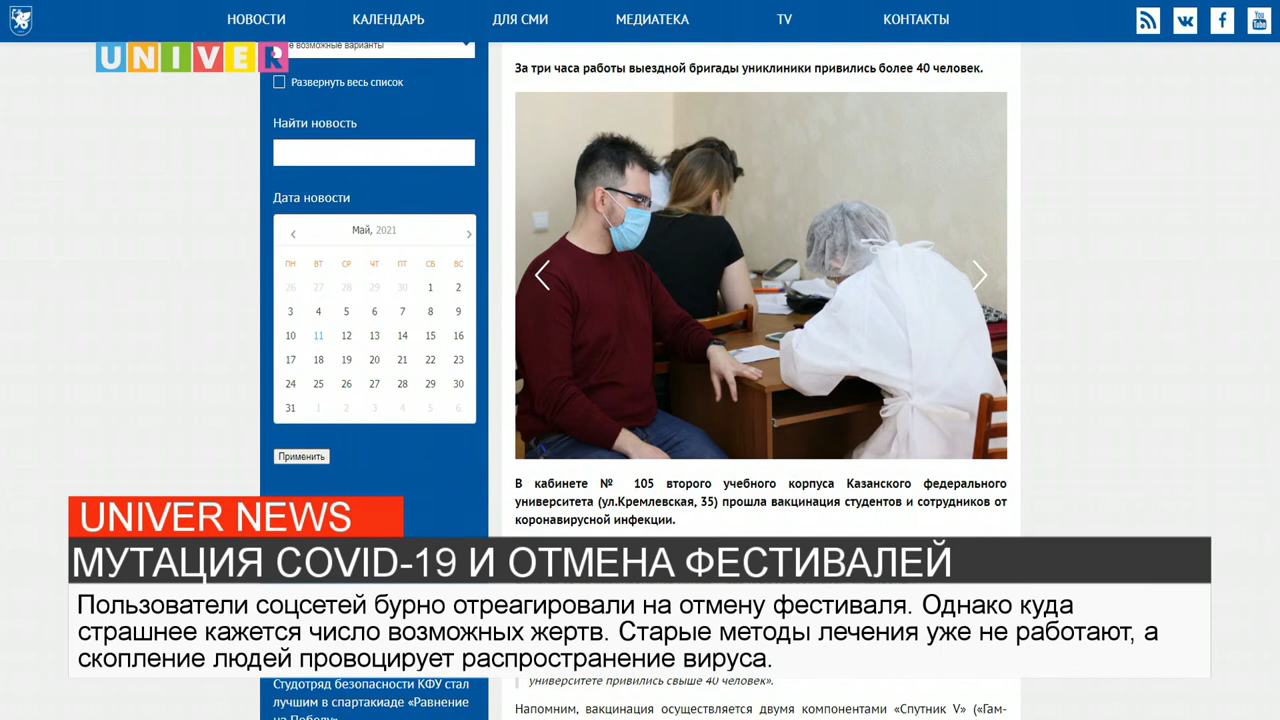 НОВОСТИ КАЛЕНДАРЬ ДЛЯ СМИ МЕДИАТЕКА TV КОНТАКТЫ
You Tube
UNIVER
возможные варианты
Развернуть весь список
Найти новость
Дата новости
Май, 2021
ПН ВТ СР ЧТ ПТ СБ ВС
26 27 28 29 30 1 2
3 4 5 6 7 8 9
10 11 12 13 14 15 16
17 18 19 20 21 22 23
24 25 26 27 28 29 30
31 1 2 3 4 5 6
Применить
За три часа работы выездной бригады униклиники привились более 40 человек.
В кабинете № 105 второго учебного корпуса Казанского федерального
университета (ул.Кремлевская, 35) прошла вакцинация студентов и сотрудников от
коронавирусной инфекции.
UNIVER NEWS
МУТАЦИЯ COVID-19 И ОТМЕНА ФЕСТИВАЛЕЙ
Пользователи соцсетей бурно отреагировали на отмену фестиваля. Однако куда
страшнее кажется число возможных жертв. Старые методы лечения уже не работают, а
скопление людей провоцирует распространение вируса.
Студотряд безопасности КФУ стал
лучшим в спартакиаде «Равнение
на Победу»
университете привились свыше 40 человек».
Напомним, вакцинация осуществляется двумя компонентами «Спутник V» («Гам-